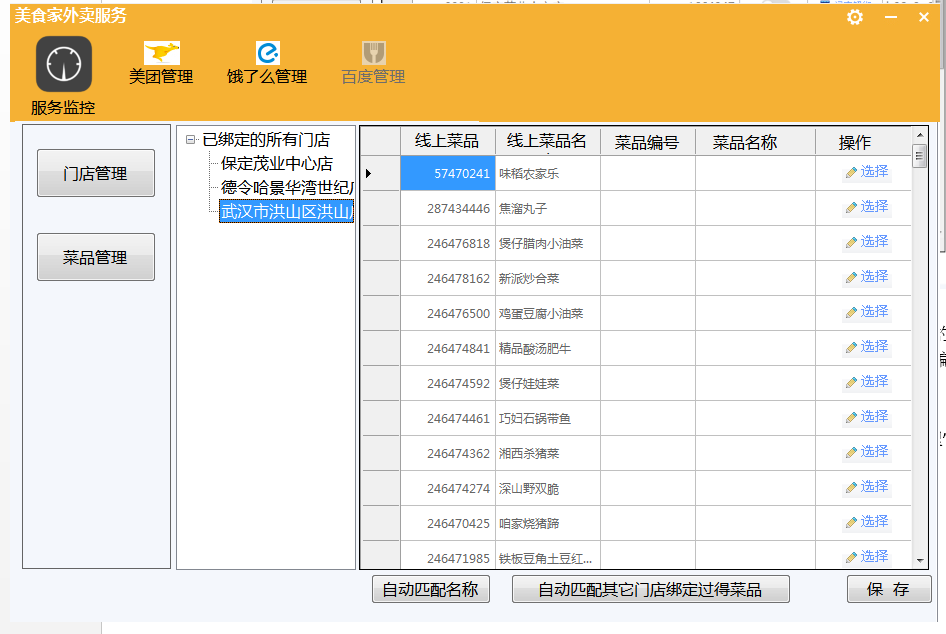 美食家外卖服务
服务监控
美团管理
饿了么管理
百度管理
门店管理
菜品管理
已绑定的所有门店
保定茂业中心店
德令哈景华湾世纪
武汉市洪山区洪山
线上菜品 线上菜品名 菜品编号 菜品名称 操作
57470241 味稻农家乐 选择
287434446 焦溜丸子 选择
246476818 煲仔腊肉小油菜 选择
246478162 新派炒合菜 选择
246476500 鸡蛋豆腐小油菜 选择
246474841 精品酸汤肥牛 选择
246474592 煲仔娃娃菜 选择
246474461 巧妇石锅带鱼 选择
246474362 湘西杀猪菜 选择
246474274 深山野双脆 选择
246470425 咱家烧猪蹄 选择
246471985 铁板豆角土豆红... 选择
自动匹配名称
自动匹配其它门店绑定过得菜品
保 存